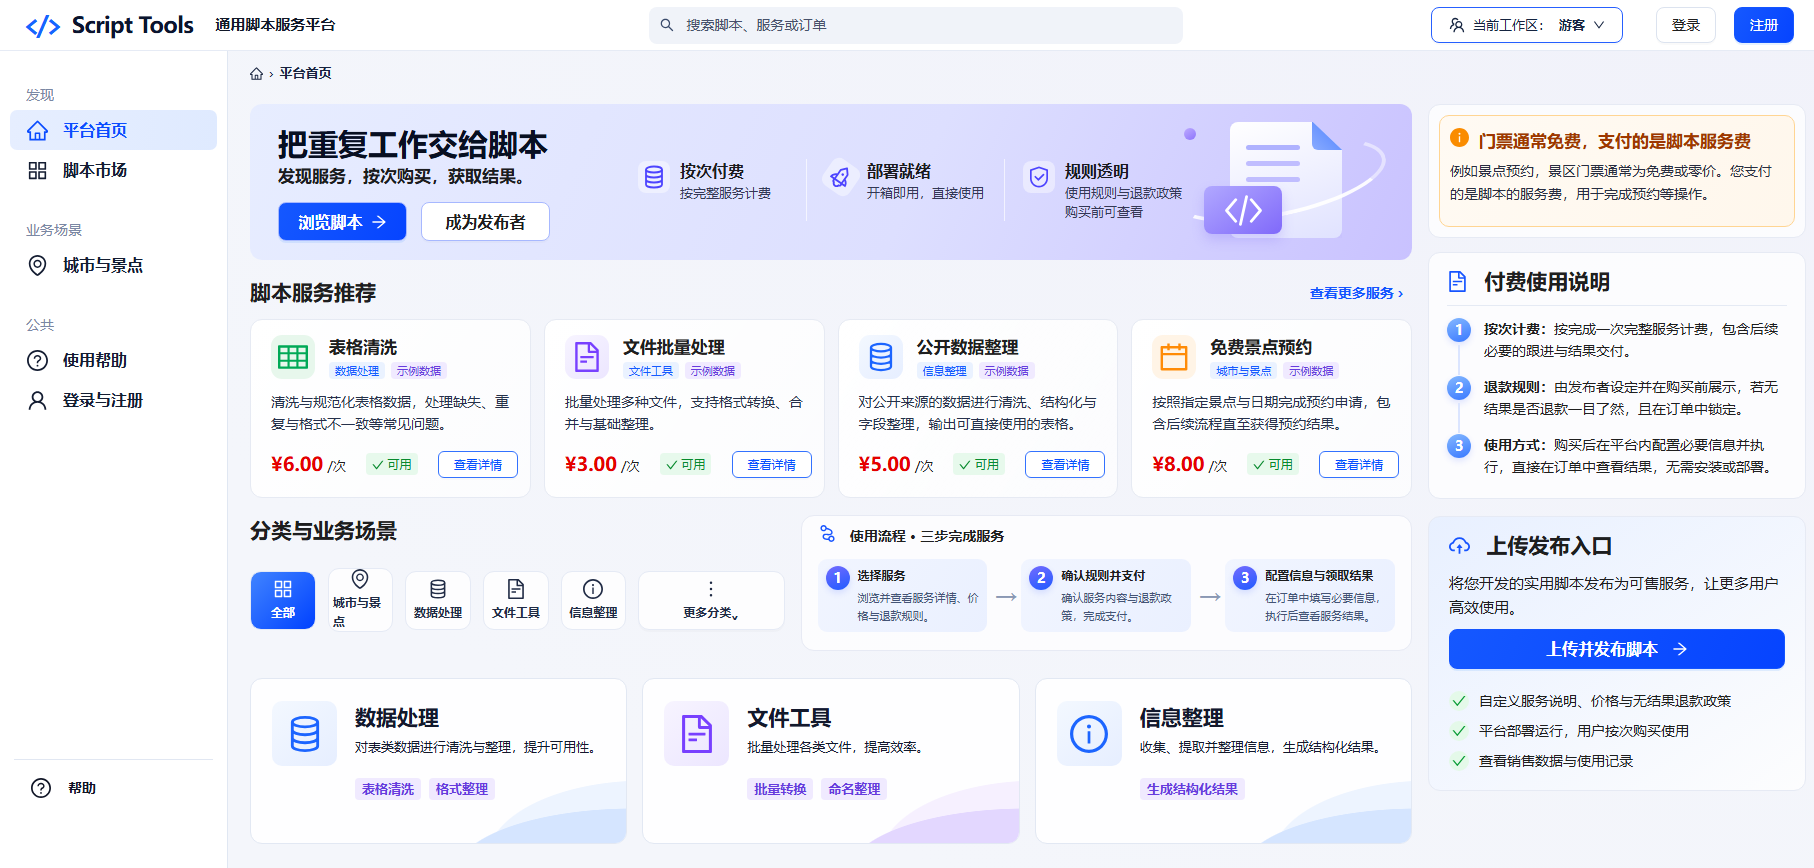 </> Script Tools 通用脚本服务平台
搜索脚本、服务或订单
当前工作区: 游客
登录
注册
发现
平台首页
脚本市场
业务场景
城市与景点
公共
使用帮助
登录与注册
帮助
› 平台首页
把重复工作交给脚本
发现服务，按次购买，获取结果。
浏览脚本 →
成为发布者
按次付费
按完整服务计费
部署就绪
开箱即用，直接使用
规则透明
使用规则与退款政策
购买前可查看
</>
脚本服务推荐
查看更多服务 ›
表格清洗
数据处理 示例数据
清洗与规范化表格数据，处理缺失、重
复与格式不一致等常见问题。
¥6.00 /次 ✓ 可用 查看详情
文件批量处理
文件工具 示例数据
批量处理多种文件，支持格式转换、合
并与基础整理。
¥3.00 /次 ✓ 可用 查看详情
公开数据整理
信息整理 示例数据
对公开来源的数据进行清洗、结构化与
字段整理，输出可直接使用的表格。
¥5.00 /次 ✓ 可用 查看详情
免费景点预约
城市与景点 示例数据
按照指定景点与日期完成预约申请，包
含后续流程直至获得预约结果。
¥8.00 /次 ✓ 可用 查看详情
分类与业务场景
全部
城市与景
点
数据处理
文件工具
信息整理
更多分类
使用流程 • 三步完成服务
1 选择服务
浏览并查看服务详情、价
格与退款规则。
→
2 确认规则并支付
确认服务内容与退款政
策，完成支付。
→
3 配置信息与领取结果
在订单中填写必要信息，
执行后查看服务结果。
数据处理
对表类数据进行清洗与整理，提升可用性。
表格清洗 格式整理
文件工具
批量处理各类文件，提高效率。
批量转换 命名整理
信息整理
收集、提取并整理信息，生成结构化结果。
生成结构化结果
门票通常免费，支付的是脚本服务费
例如景点预约，景区门票通常为免费或零价。您支付
的是脚本的服务费，用于完成预约等操作。
付费使用说明
1 按次计费：按完成一次完整服务计费，包含后续
必要的跟进与结果交付。
2 退款规则：由发布者设定并在购买前展示，若无
结果是否退款一目了然，且在订单中锁定。
3 使用方式：购买后在平台内配置必要信息并执
行，直接在订单中查看结果，无需安装或部署。
上传发布入口
将您开发的实用脚本发布为可售服务，让更多用户
高效使用。
上传并发布脚本 →
✓ 自定义服务说明、价格与无结果退款政策
✓ 平台部署运行，用户按次购买使用
✓ 查看销售数据与使用记录